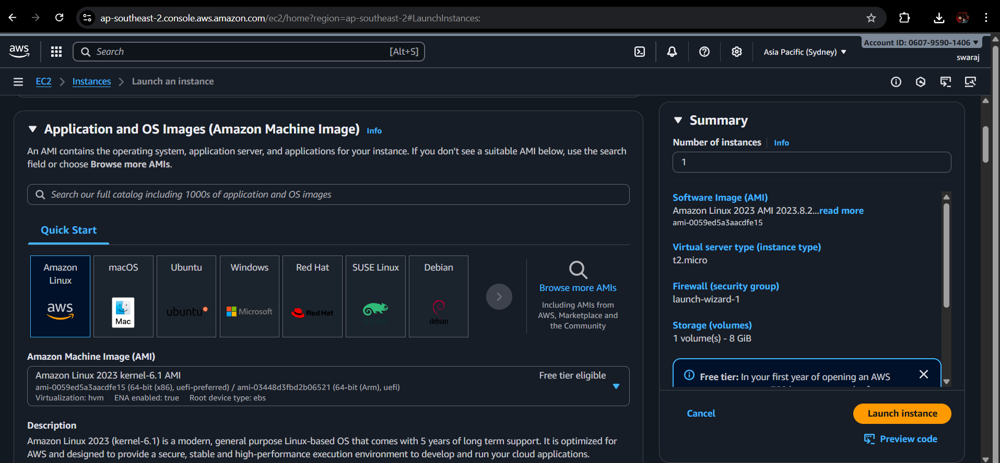 ap-southeast-2.console.aws.amazon.com/ec2/home?region=ap-southeast-2#LaunchInstances:
aws
Search [Alt+S]
Asia Pacific (Sydney)
Account ID: 0607-9590-1406
swaraj
EC2
Instances
Launch an instance
Application and OS Images (Amazon Machine Image) Info
An AMI contains the operating system, application server, and applications for your instance. If you don't see a suitable AMI below, use the search
field or choose Browse more AMIs.
Search our full catalog including 1000s of application and OS images
Quick Start
Amazon
Linux
aws
macOS
Mac
Ubuntu
ubuntu
Windows
Microsoft
Red Hat
Red Hat
SUSE Linux
SUSE
Debian
debian
Browse more AMIs
Including AMIs from
AWS, Marketplace and
the Community
Amazon Machine Image (AMI)
Amazon Linux 2023 kernel-6.1 AMI Free tier eligible
ami-0059ed5a3aacdfe15 (64-bit (x86), uefi-preferred) / ami-03448d3fbd2b06521 (64-bit (Arm), uefi)
Virtualization: hvm ENA enabled: true Root device type: ebs
Description
Amazon Linux 2023 (kernel-6.1) is a modern, general purpose Linux-based OS that comes with 5 years of long term support. It is optimized for
AWS and designed to provide a secure, stable and high-performance execution environment to develop and run your cloud applications.
Summary
Number of instances Info
1
Software Image (AMI)
Amazon Linux 2023 AMI 2023.8.2...read more
ami-0059ed5a3aacdfe15
Virtual server type (instance type)
t2.micro
Firewall (security group)
launch-wizard-1
Storage (volumes)
1 volume(s) - 8 GiB
Free tier: In your first year of opening an AWS
Cancel
Launch instance
Preview code